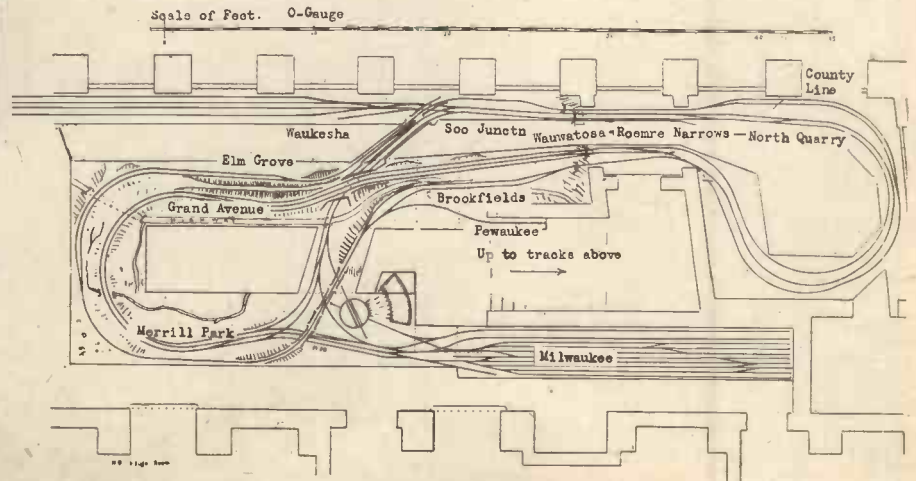 Scale of Feet. O-Gauge
County
Line
Waukesha
Soo Junctn
Wauwatosa - Roemre Narrows - North Quarry
Elm Grove
Grand Avenue
Brookfields
Pewaukee
Up to tracks above
Merrill Park
Milwaukee